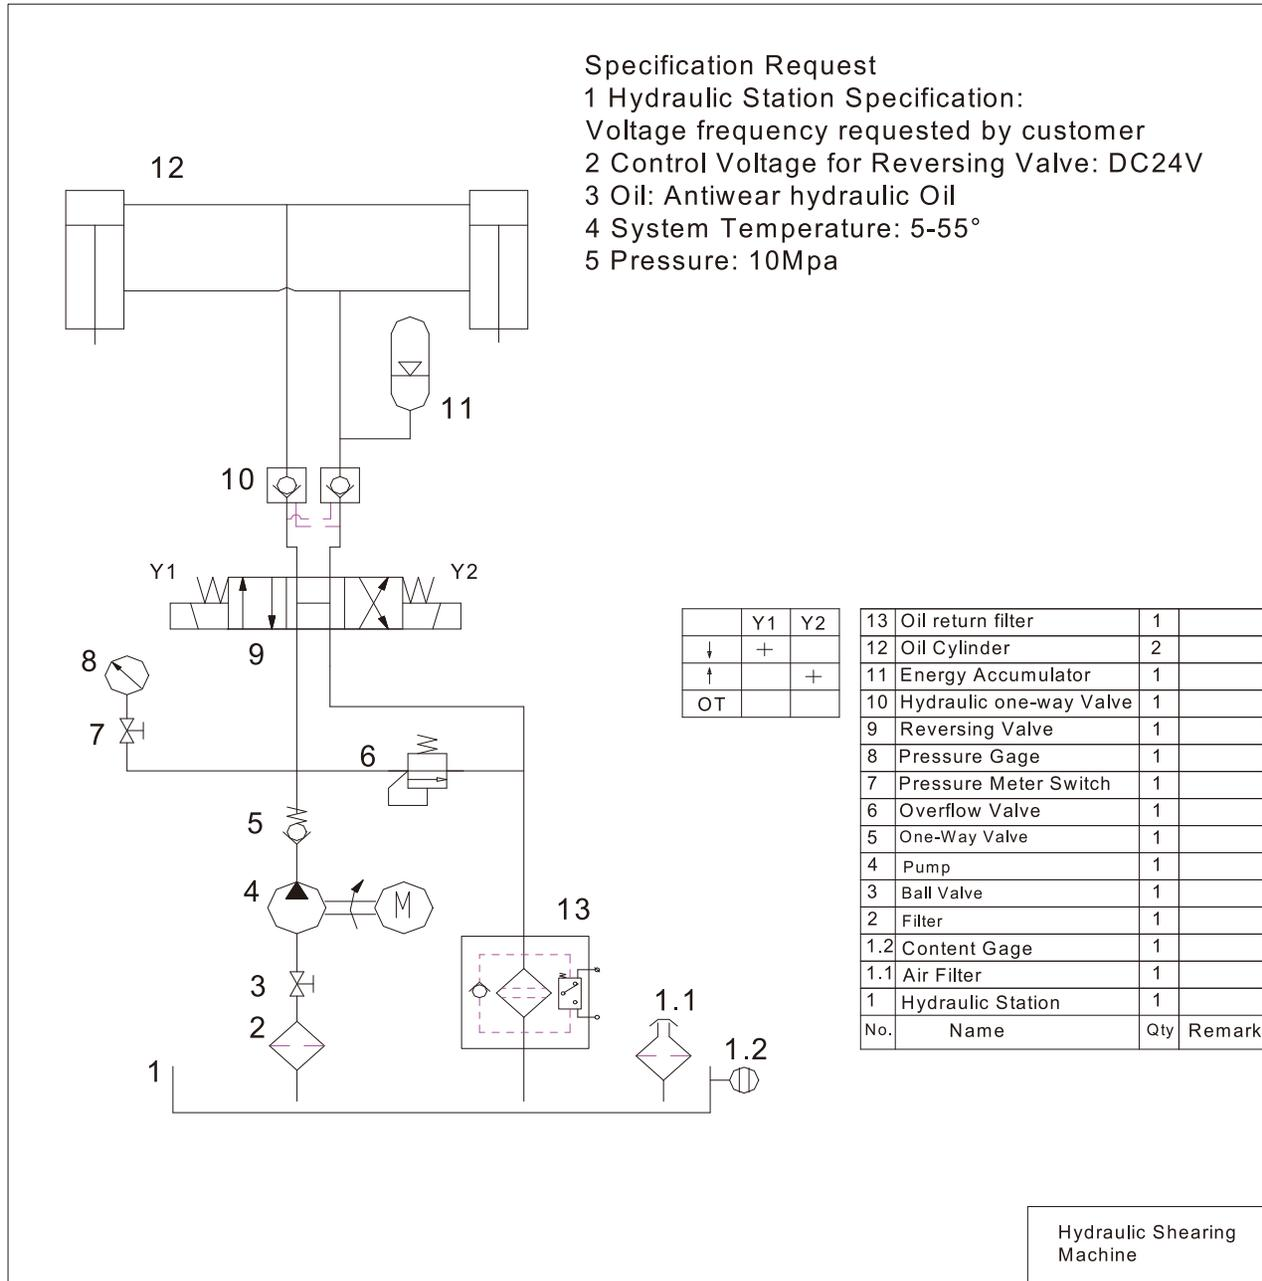 Specification Request
1 Hydraulic Station Specification:
Voltage frequency requested by customer
2 Control Voltage for Reversing Valve: DC24V
3 Oil: Antiwear hydraulic Oil
4 System Temperature: 5-55°
5 Pressure: 10Mpa
12
11
10
Y1
Y2
9
8
7
6
5
4
M
13
3
2
1.1
1.2
1
Y1 Y2
↓ +
↑ +
OT
13 Oil return filter 1
12 Oil Cylinder 2
11 Energy Accumulator 1
10 Hydraulic one-way Valve 1
9 Reversing Valve 1
8 Pressure Gage 1
7 Pressure Meter Switch 1
6 Overflow Valve 1
5 One-Way Valve 1
4 Pump 1
3 Ball Valve 1
2 Filter 1
1.2 Content Gage 1
1.1 Air Filter 1
1 Hydraulic Station 1
No. Name Qty Remark
Hydraulic Shearing
Machine